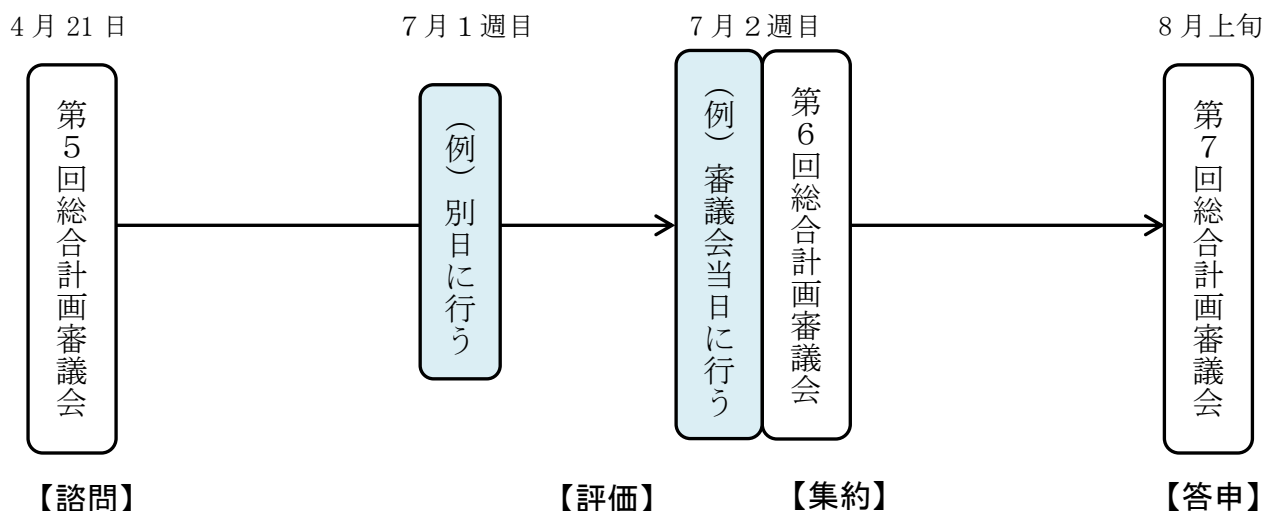 4月21日
7月1週目
7月2週目
8月上旬
第5回総合計画審議会
（例）別日に行う
（例）審議会当日に行う
第6回総合計画審議会
第7回総合計画審議会
【諮問】
【評価】
【集約】
【答申】